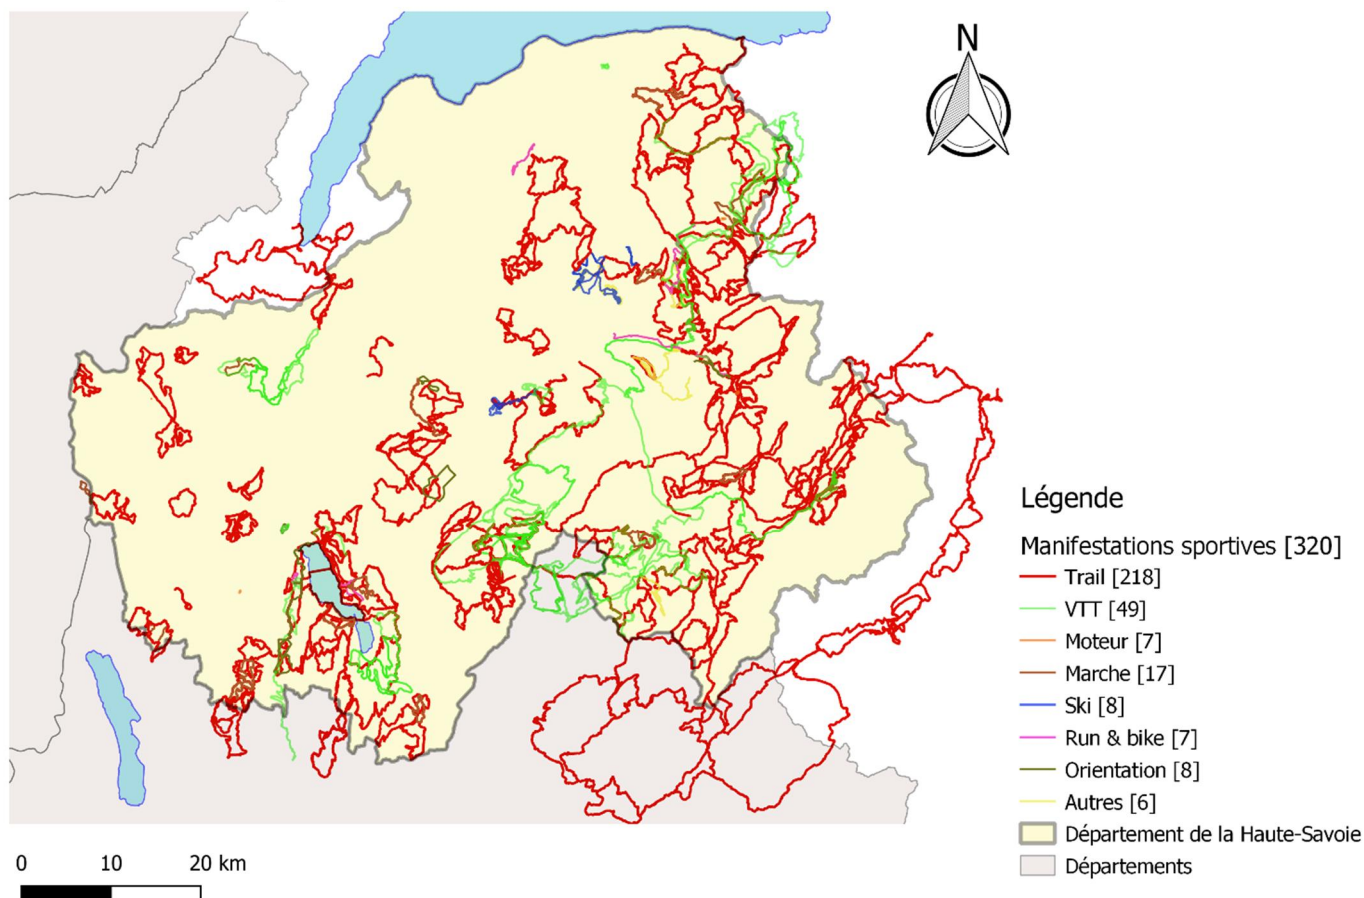 N
Légende
Manifestations sportives [320]
Trail [218]
VTT [49]
Moteur [7]
Marche [17]
Ski [8]
Run & bike [7]
Orientation [8]
Autres [6]
Département de la Haute-Savoie
Départements
0 10 20 km